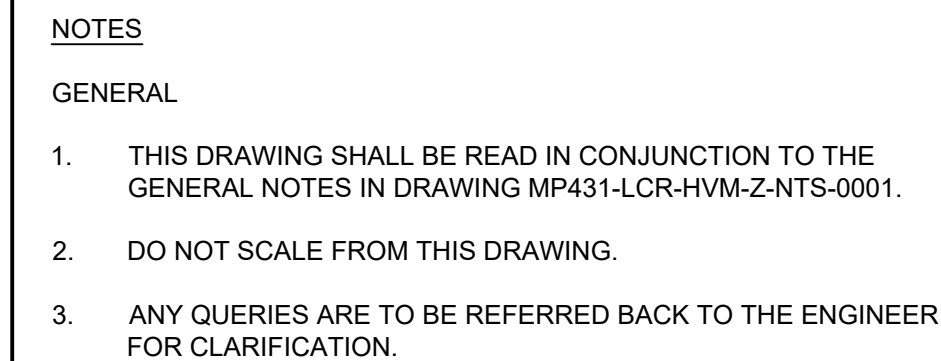 NOTES
GENERAL
1. THIS DRAWING SHALL BE READ IN CONJUNCTION TO THE
GENERAL NOTES IN DRAWING MP431-LCR-HVM-Z-NTS-0001.
2. DO NOT SCALE FROM THIS DRAWING.
3. ANY QUERIES ARE TO BE REFERRED BACK TO THE ENGINEER
FOR CLARIFICATION.